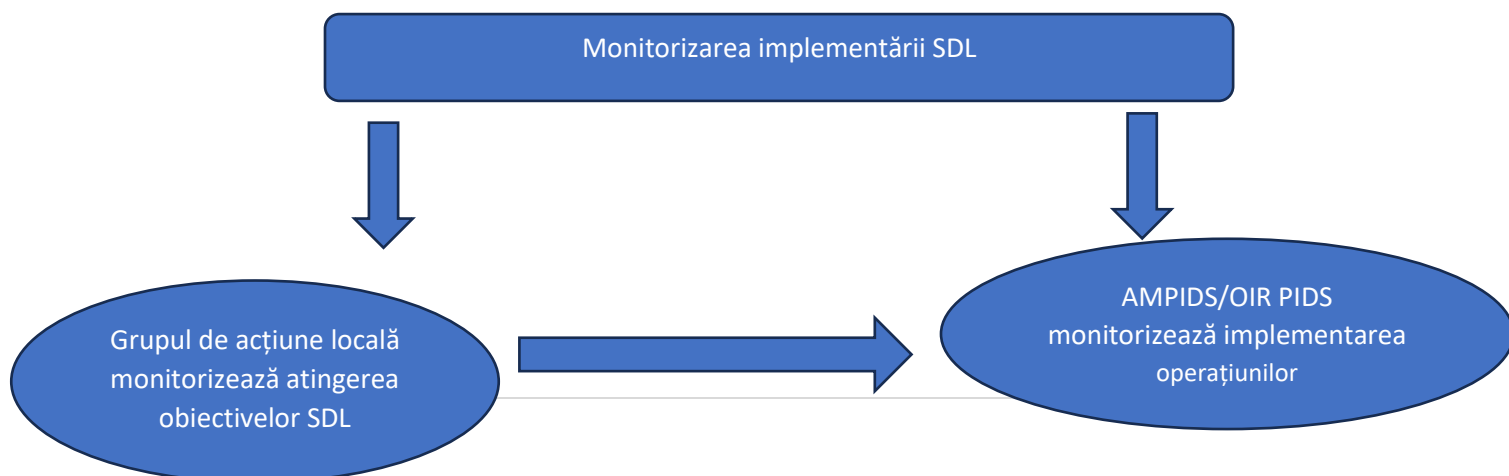 Monitorizarea implementării SDL
Grupul de acțiune locală
monitorizează atingerea
obiectivelor SDL
AMPIDS/OIR PIDS
monitorizează implementarea
operațiunilor